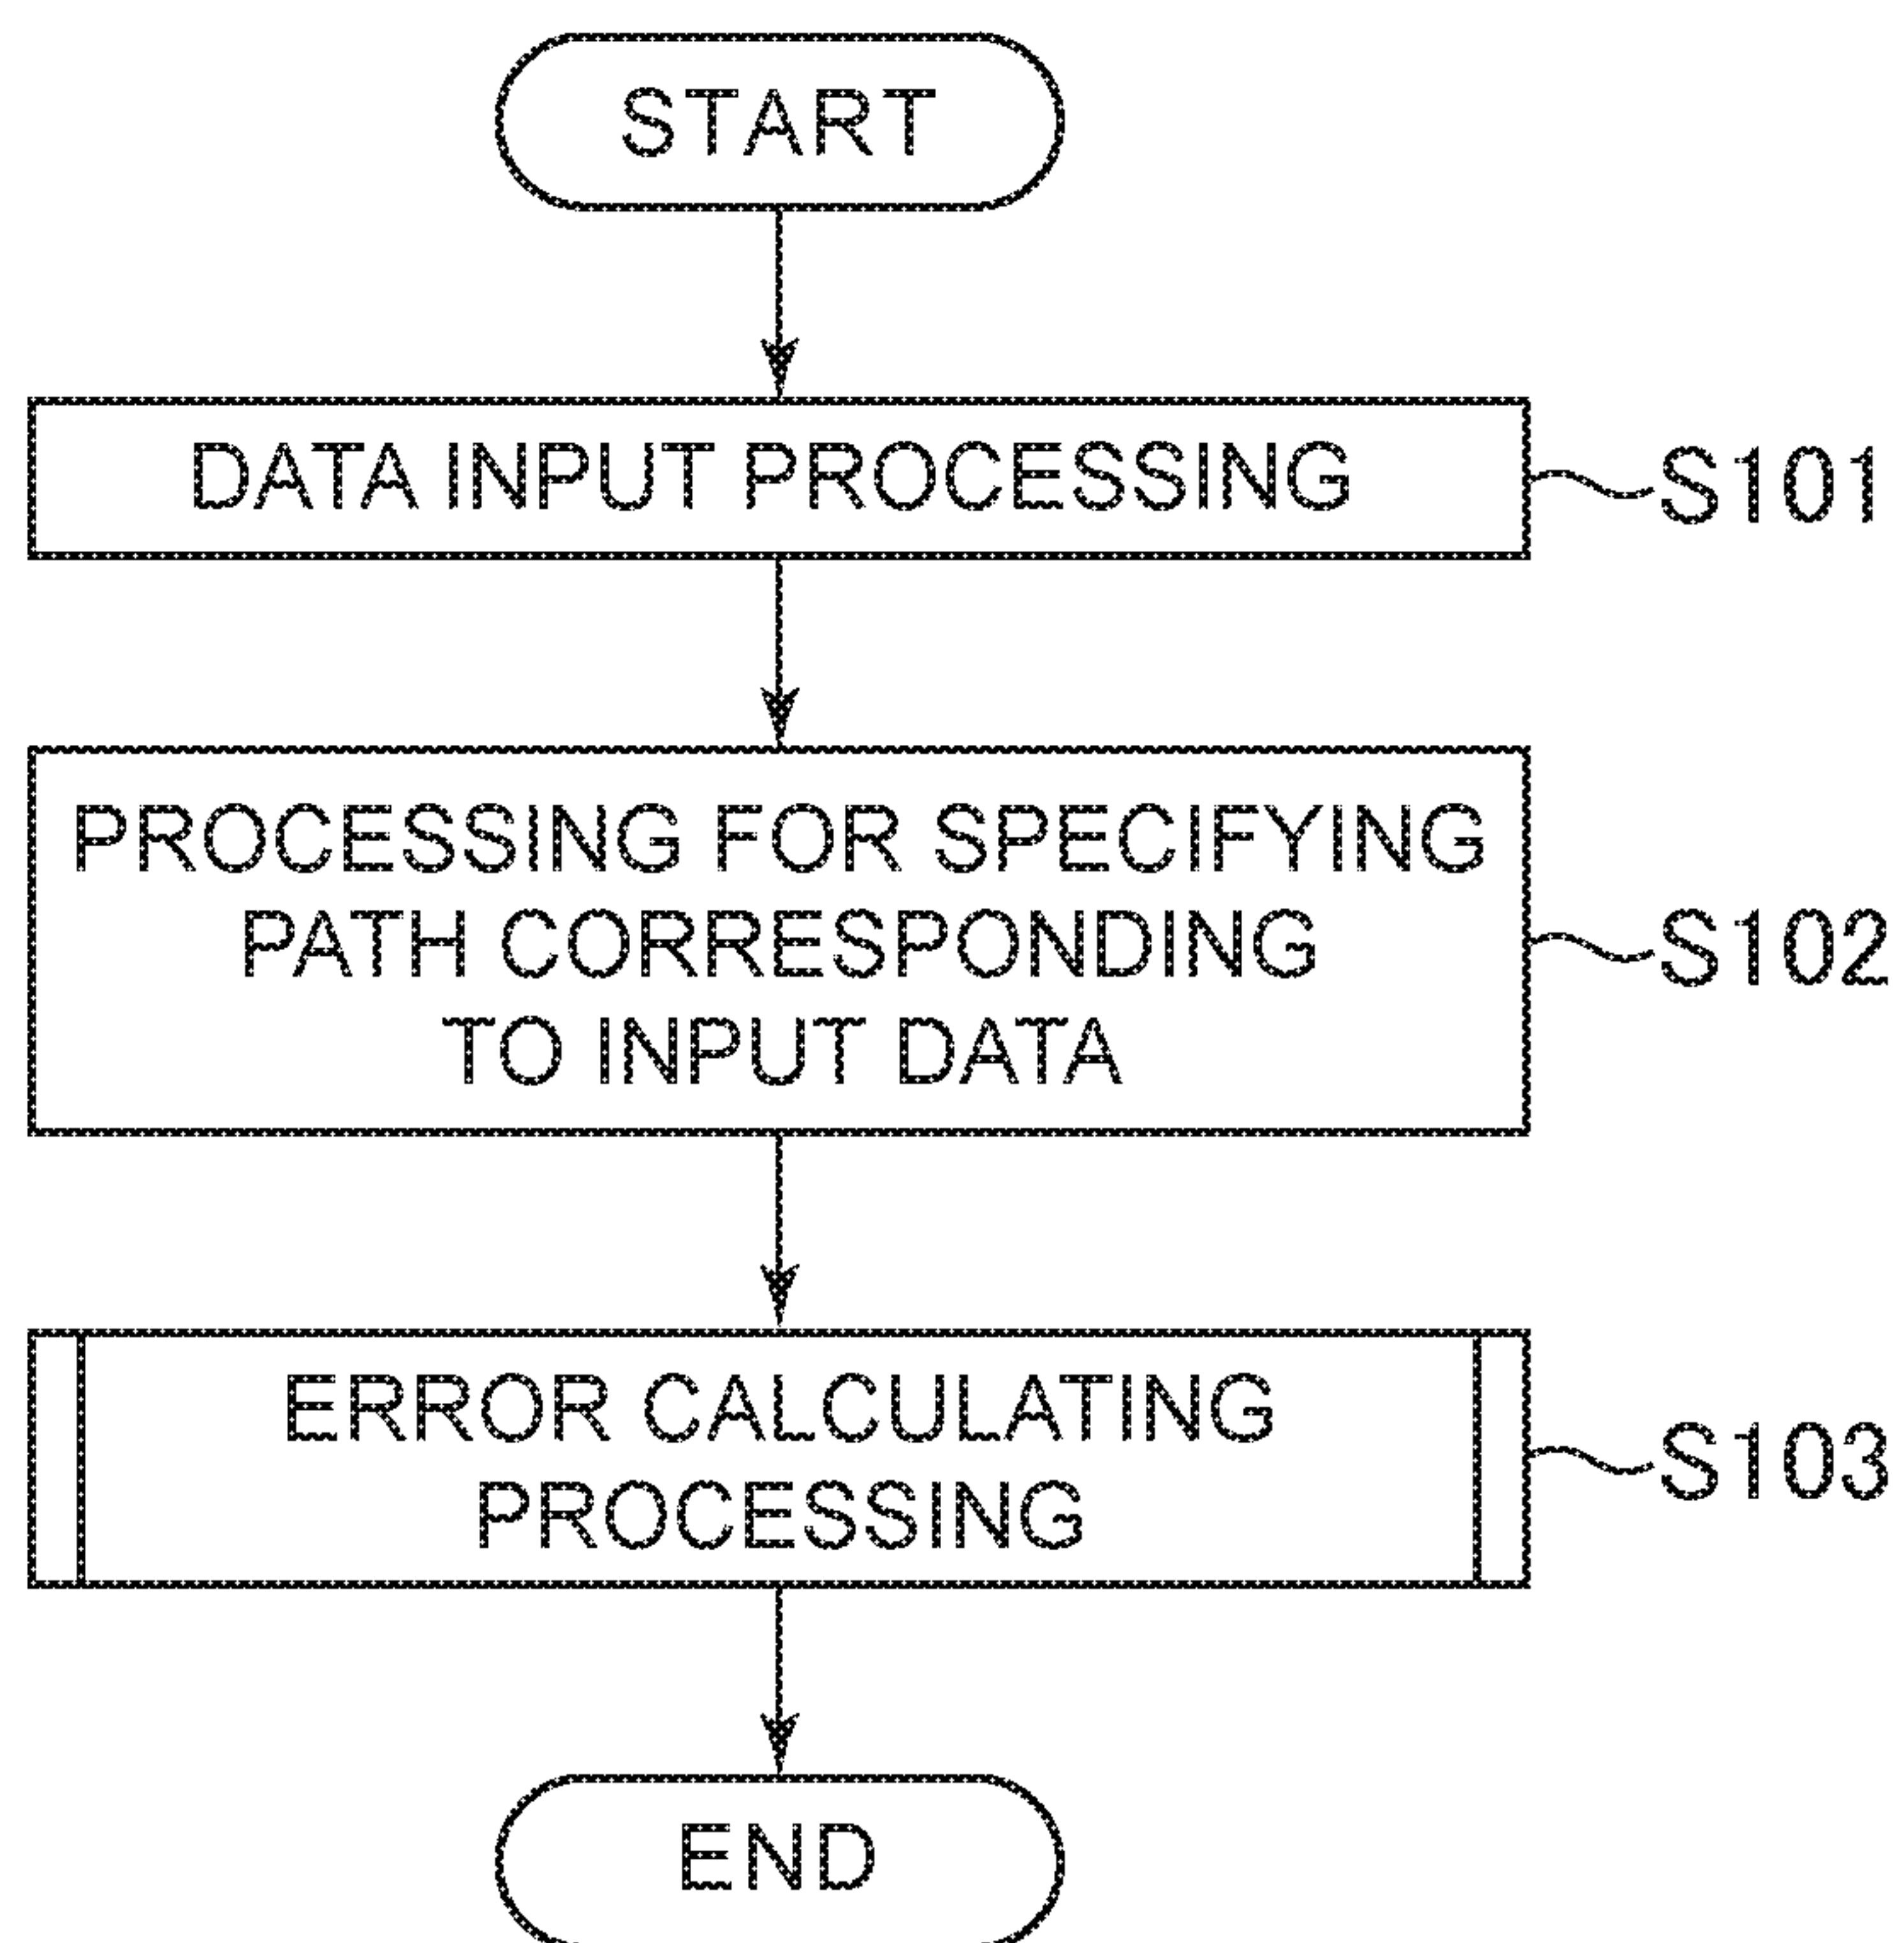 START
DATA INPUT PROCESSING
S101
PROCESSING FOR SPECIFYING
PATH CORRESPONDING
TO INPUT DATA
S102
ERROR CALCULATING
PROCESSING
S103
END